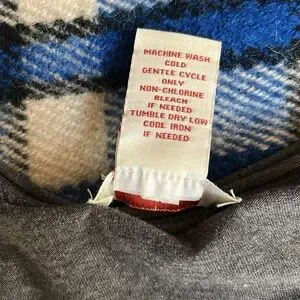 MACHINE WASH
COLD
GENTLE CYCLE
ONLY
NON-CHLORINE
BLEACH
IF NEEDED
TUMBLE DRY LOW
COOL IRON
IF NEEDED